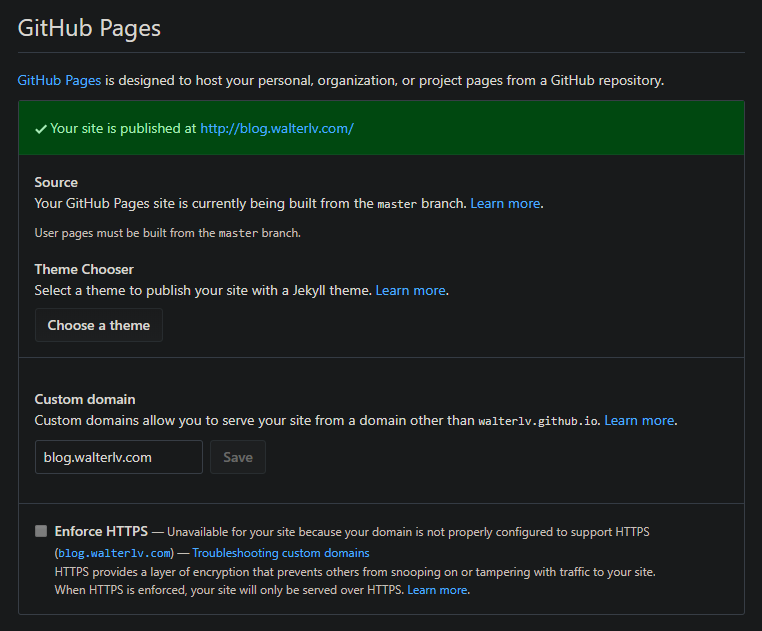 GitHub Pages
GitHub Pages is designed to host your personal, organization, or project pages from a GitHub repository.
Your site is published at http://blog.walterlv.com/
Source
Your GitHub Pages site is currently being built from the master branch. Learn more.
User pages must be built from the master branch.
Theme Chooser
Select a theme to publish your site with a Jekyll theme. Learn more.
Choose a theme
Custom domain
Custom domains allow you to serve your site from a domain other than walterlv.github.io. Learn more.
blog.walterlv.com Save
Enforce HTTPS — Unavailable for your site because your domain is not properly configured to support HTTPS
(blog.walterlv.com) — Troubleshooting custom domains
HTTPS provides a layer of encryption that prevents others from snooping on or tampering with traffic to your site.
When HTTPS is enforced, your site will only be served over HTTPS. Learn more.